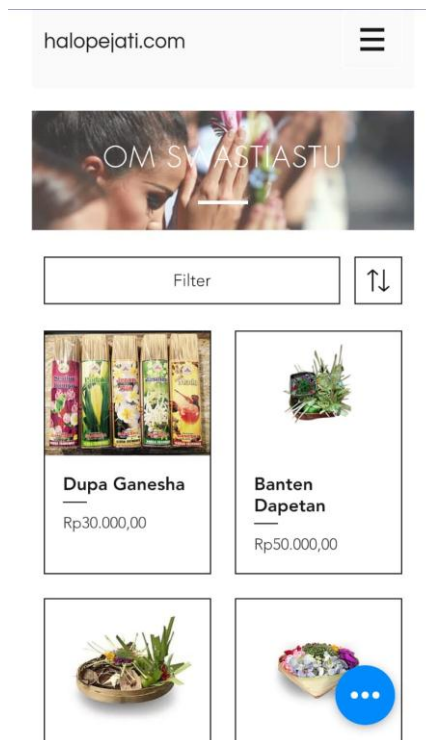 halopejati.com
OM SWASTIASTU
Filter
Dupa Ganesha
Rp30.000,00
Banten
Dapetan
Rp50.000,00